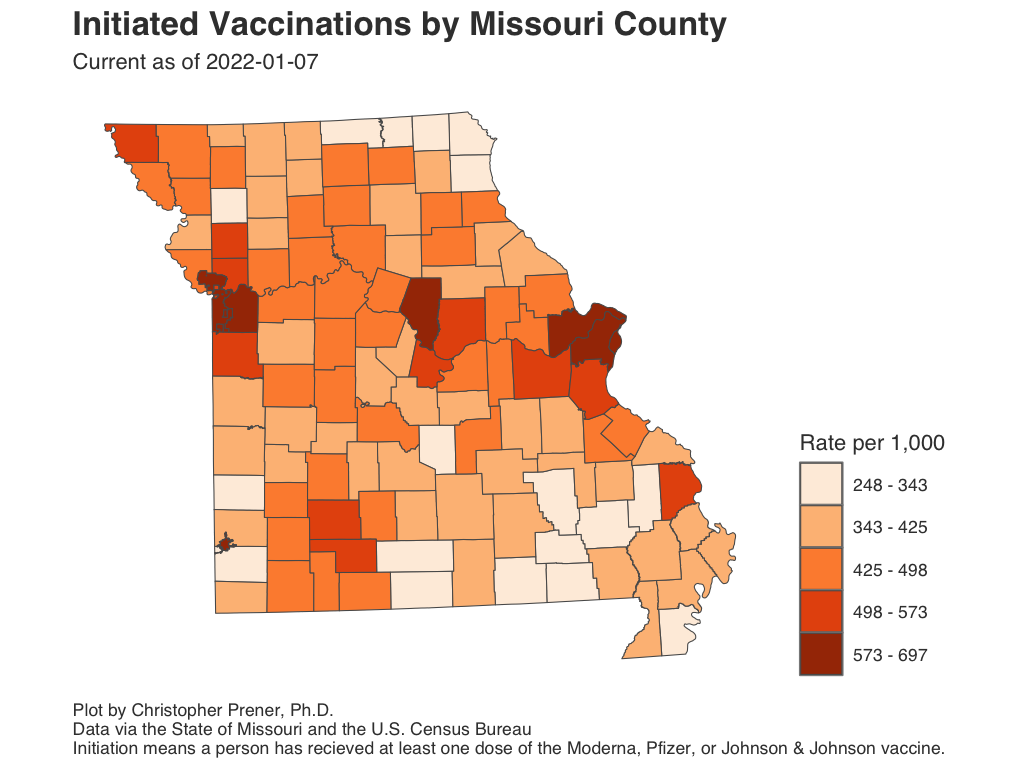 Initiated Vaccinations by Missouri County
Current as of 2022-01-07
Rate per 1,000
248 - 343
343 - 425
425 - 498
498 - 573
573 - 697
Plot by Christopher Prener, Ph.D.
Data via the State of Missouri and the U.S. Census Bureau
Initiation means a person has recieved at least one dose of the Moderna, Pfizer, or Johnson & Johnson vaccine.